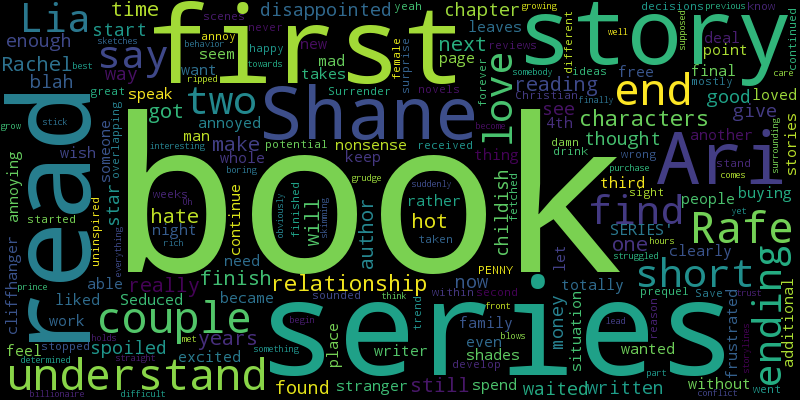 time
disappointed
chapter
decisions
previous
know
yeah
growing
Lia
scenes
never
start
leaves
different
supposed
first
story
enough
say
annoy
new
reviews
next
female
surprise
well
continued
Rachel
best
sketches
behavior
happy
towards
seem
mad
page
deal
point
blah
way
ripped
want
takes
forever
somebody
ideas
free
final
mostly
care
great
speak
Surrender
novels
Christian
finally
end
good
loved
read
stick
two
got
Shane
love
reading
see
characters
give
grow
annoyed
someone
overlapping
man
potential
nonsense
received
become
4th
thought
another
stories
wish
interesting
make
whole
keep
thing
damn
drink
wrong
stand
surrounding
boring
book
let
purchase
comes
Ari
annoying
star
weeks
oh
grudge
suddenly
fetched
third
sight
people
buying
started
hate
obviously
finished
skimming
will
author
rather
childish
find
yet
uninspired
everything
night
rich
continue
hot
taken
SERIES'
one
hours
Rafe
prince
cliffhanger
really
need
now
struggled
clearly
able
finish
relationship
PENNY
prequel
Save
trust
short
ending
liked
Seduced
became
sounded
think
within
second
totally
work
couple
years
begin
trend
family
front
money
situation
wanted
reason
storylines
frustrated
additional
stopped
holds
met
something
place
series
even
lead
feel
spoiled
excited
writer
shades
blows
develop
part
without
went
determined
straight
understand
found
stranger
still
spend
waited
written
conflict
billionaire
difficult